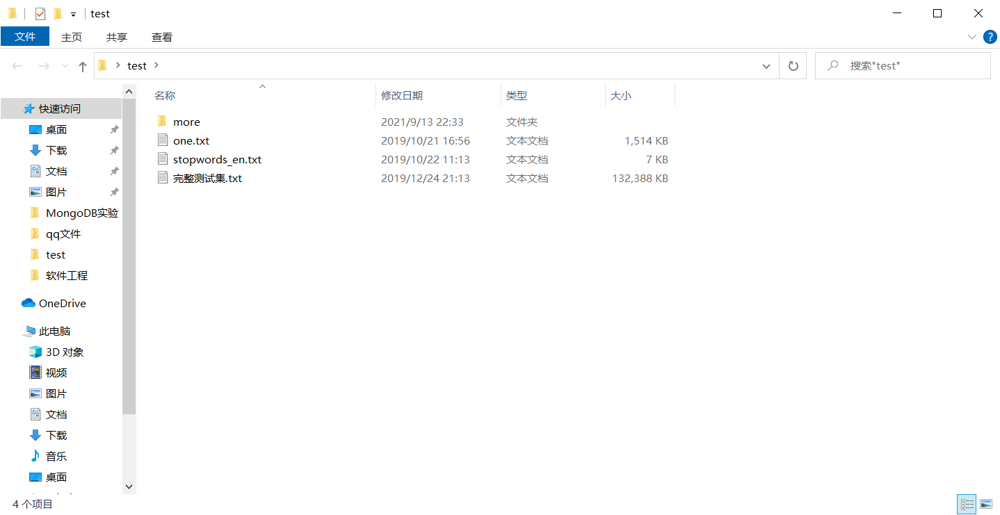 test
文件 主页 共享 查看
test 搜索"test"
名称 修改日期 类型 大小
快速访问
桌面
下载
文档
图片
MongoDB实验
qq文件
test
软件工程
OneDrive
此电脑
3D 对象
视频
图片
文档
下载
音乐
桌面
more 2021/9/13 22:33 文件夹
one.txt 2019/10/21 16:56 文本文档 1,514 KB
stopwords_en.txt 2019/10/22 11:13 文本文档 7 KB
完整测试集.txt 2019/12/24 21:13 文本文档 132,388 KB
4 个项目